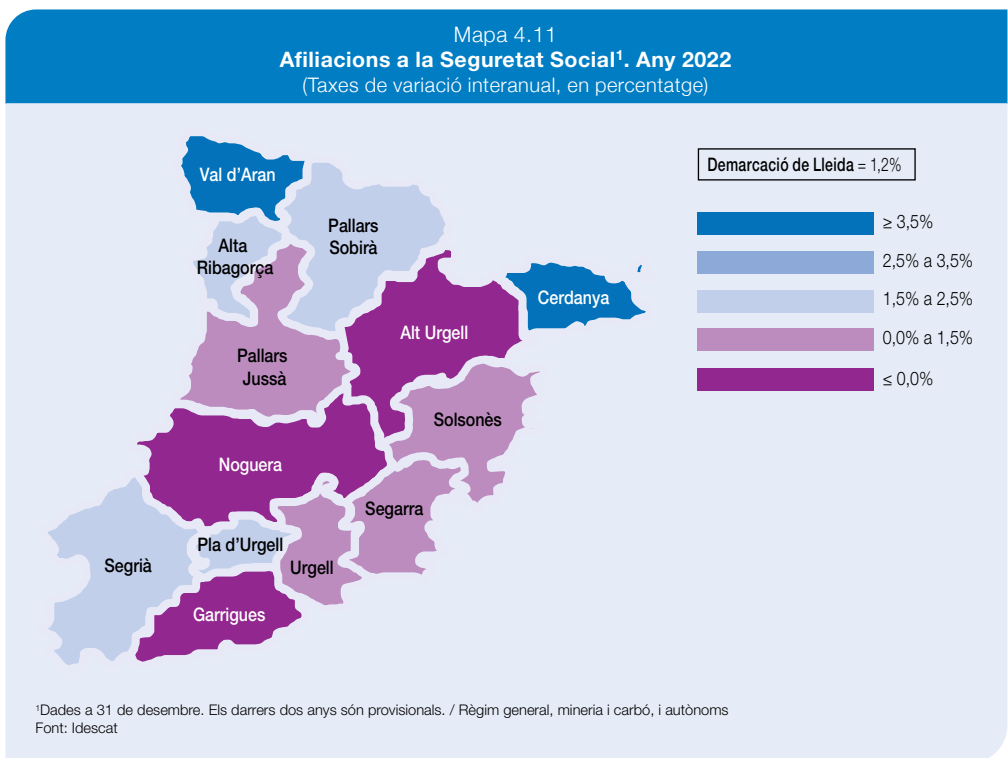 Mapa 4.11
Afiliacions a la Seguretat Social¹. Any 2022
(Taxes de variació interanual, en percentatge)
Demarcació de Lleida = 1,2%
≥ 3,5%
2,5% a 3,5%
1,5% a 2,5%
0,0% a 1,5%
≤ 0,0%
Val d'Aran
Pallars
Sobirà
Alta
Ribagorça
Cerdanya
Alt Urgell
Pallars
Jussà
Solsonès
Noguera
Segarra
Pla d'Urgell
Segrià
Urgell
Garrigues
¹Dades a 31 de desembre. Els darrers dos anys són provisionals. / Règim general, mineria i carbó, i autònoms
Font: Idescat